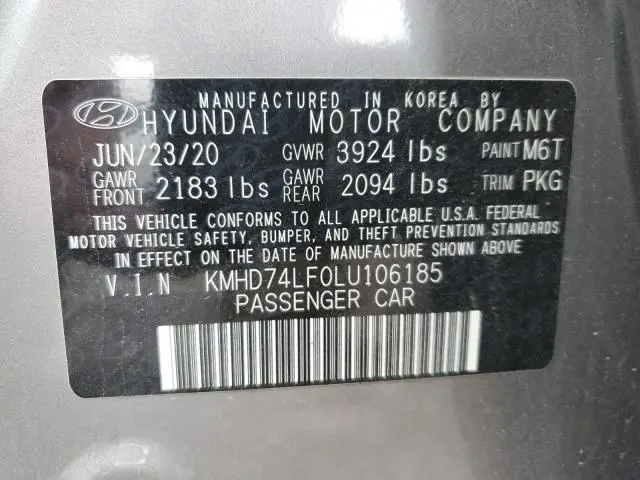 MANUFACTURED IN KOREA BY
HYUNDAI MOTOR COMPANY
JUN/23/20 GVWR 3924 lbs PAINT M6T
GAWR FRONT 2183 lbs GAWR REAR 2094 lbs TRIM PKG
THIS VEHICLE CONFORMS TO ALL APPLICABLE U.S.A. FEDERAL
MOTOR VEHICLE SAFETY, BUMPER, AND THEFT PREVENTION STANDARDS
IN EFFECT ON THE DATE OF MANUFACTURE SHOWN ABOVE
V.I.N KMHD74LF0LU106185
PASSENGER CAR